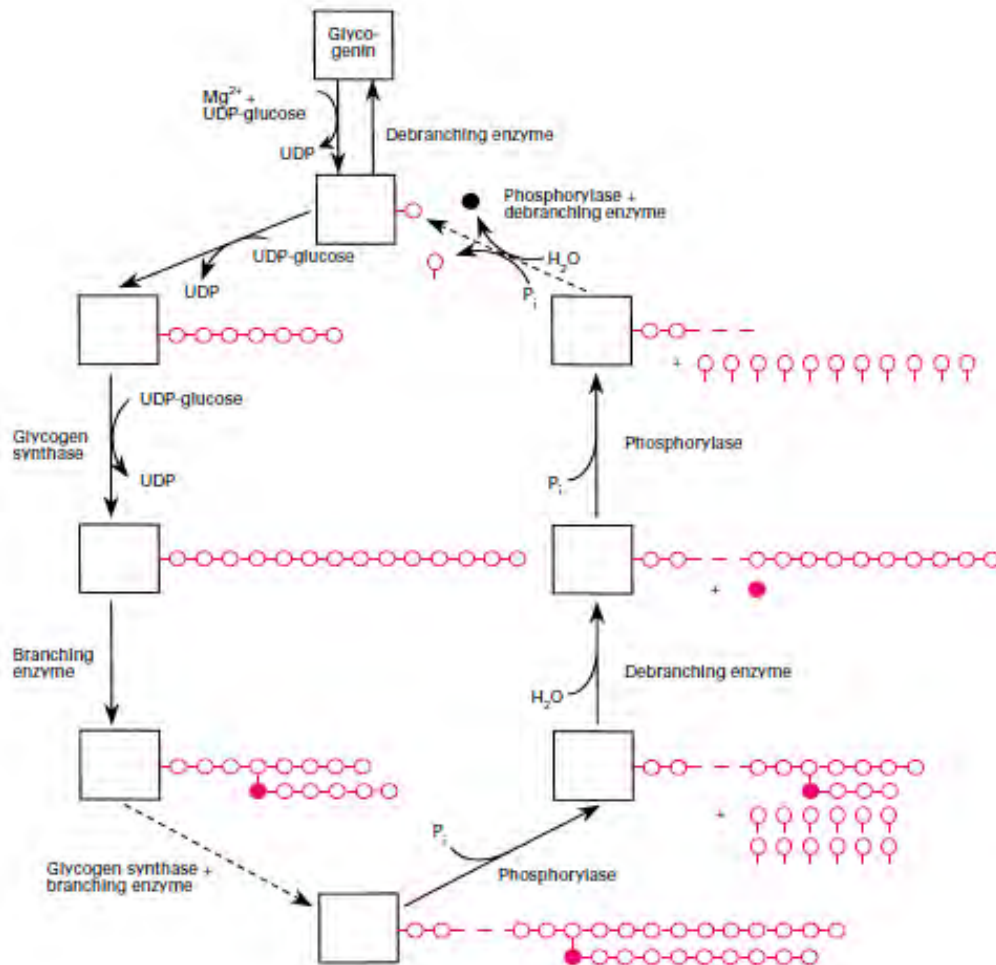 Glyco-
genin
Mg2+ +
UDP-glucose
UDP
Debranching enzyme
Phosphorylase +
debranching enzyme
UDP-glucose
H2O
UDP
Pi
+
UDP-glucose
Glycogen
synthase
Phosphorylase
UDP
Pi
+
Branching
enzyme
Debranching enzyme
H2O
+
Pi
Glycogen synthase +
branching enzyme
Phosphorylase